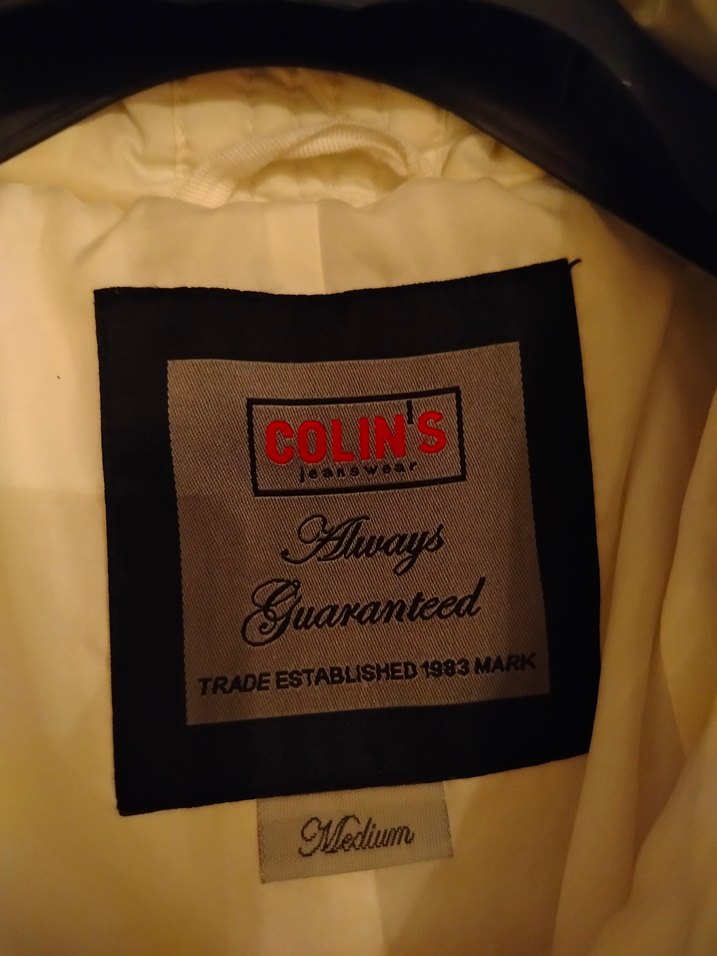 COLIN'S
jeanswear
Always
Guaranteed
TRADE ESTABLISHED 1983 MARK
Medium